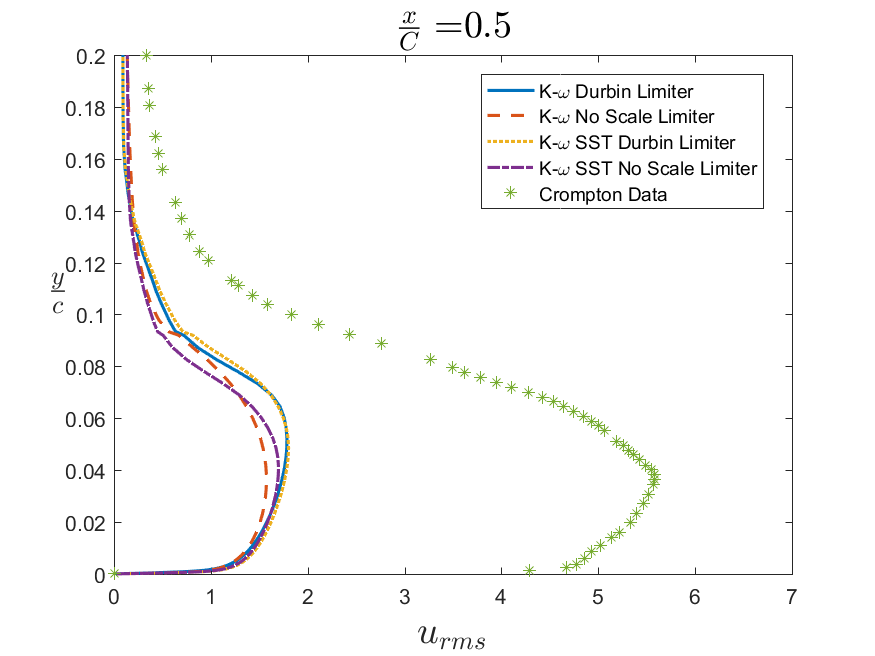 x/C =0.5
0.2
0.18
0.16
0.14
0.12
0.1
0.08
0.06
0.04
0.02
0
y/c
K-ω Durbin Limiter
K-ω No Scale Limiter
K-ω SST Durbin Limiter
K-ω SST No Scale Limiter
Crompton Data
0 1 2 3 4 5 6 7
u_rms